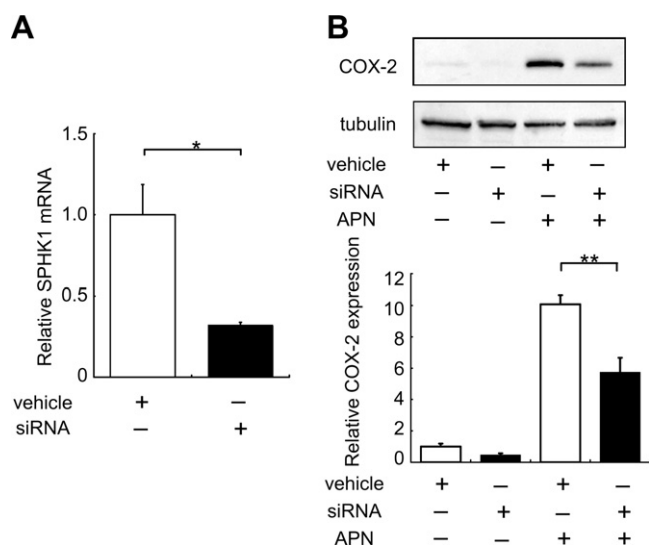 A
Relative SPHK1 mRNA
1.5
1.0
0.5
0
*
vehicle + –
siRNA – +
B
COX-2
tubulin
vehicle + – + –
siRNA – + – +
APN – – + +
Relative COX-2 expression
12
10
8
6
4
2
0
**
vehicle + – + –
siRNA – + – +
APN – – + +